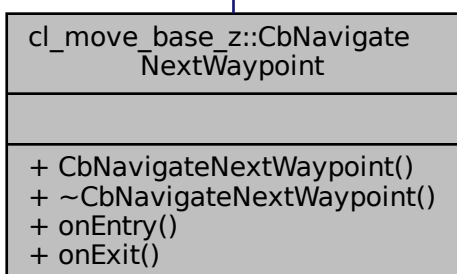 cl_move_base_z::CbNavigate
NextWaypoint
+ CbNavigateNextWaypoint()
+ ~CbNavigateNextWaypoint()
+ onEntry()
+ onExit()